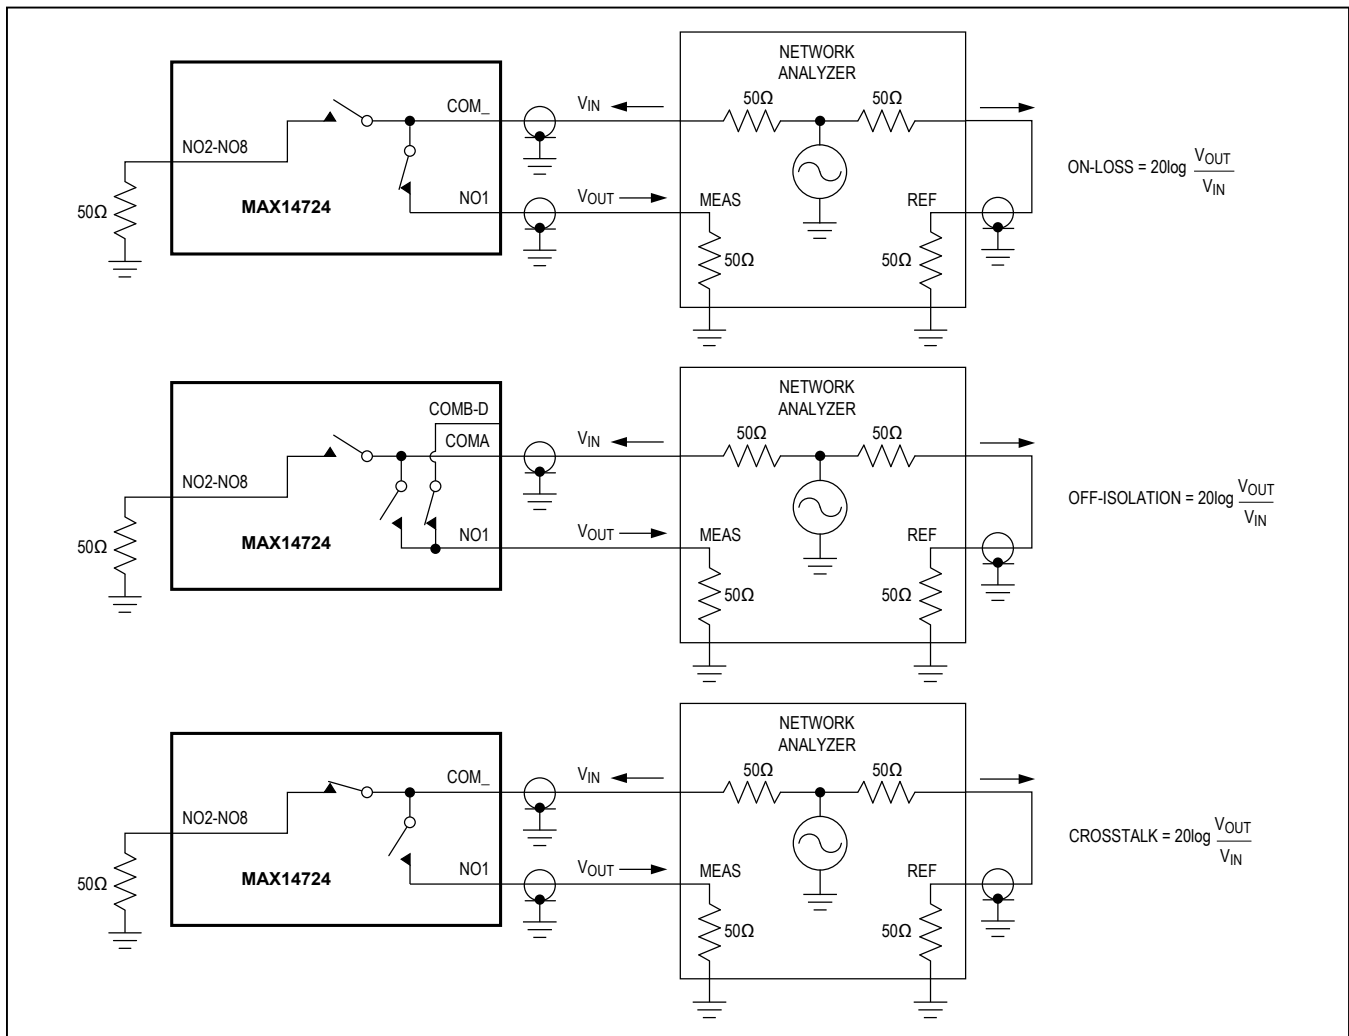 NETWORK
ANALYZER
50Ω 50Ω
COM_ VIN
NO2-NO8
ON-LOSS = 20log VOUT
VIN
50Ω MAX14724 NO1 VOUT MEAS REF
50Ω 50Ω
NETWORK
ANALYZER
COMB-D
50Ω 50Ω
COMA VIN
NO2-NO8
OFF-ISOLATION = 20log VOUT
VIN
50Ω MAX14724 NO1 VOUT MEAS REF
50Ω 50Ω
NETWORK
ANALYZER
50Ω 50Ω
COM_ VIN
NO2-NO8
CROSSTALK = 20log VOUT
VIN
50Ω MAX14724 NO1 VOUT MEAS REF
50Ω 50Ω